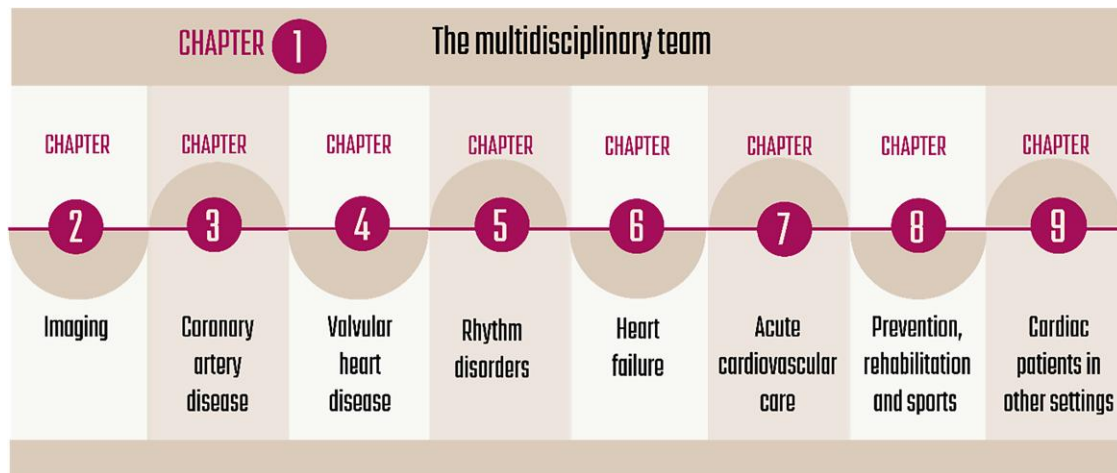 CHAPTER 1 The multidisciplinary team
CHAPTER
2
Imaging
CHAPTER
3
Coronary
artery
disease
CHAPTER
4
Valvular
heart
disease
CHAPTER
5
Rhythm
disorders
CHAPTER
6
Heart
failure
CHAPTER
7
Acute
cardiovascular
care
CHAPTER
8
Prevention,
rehabilitation
and sports
CHAPTER
9
Cardiac
patients in
other settings